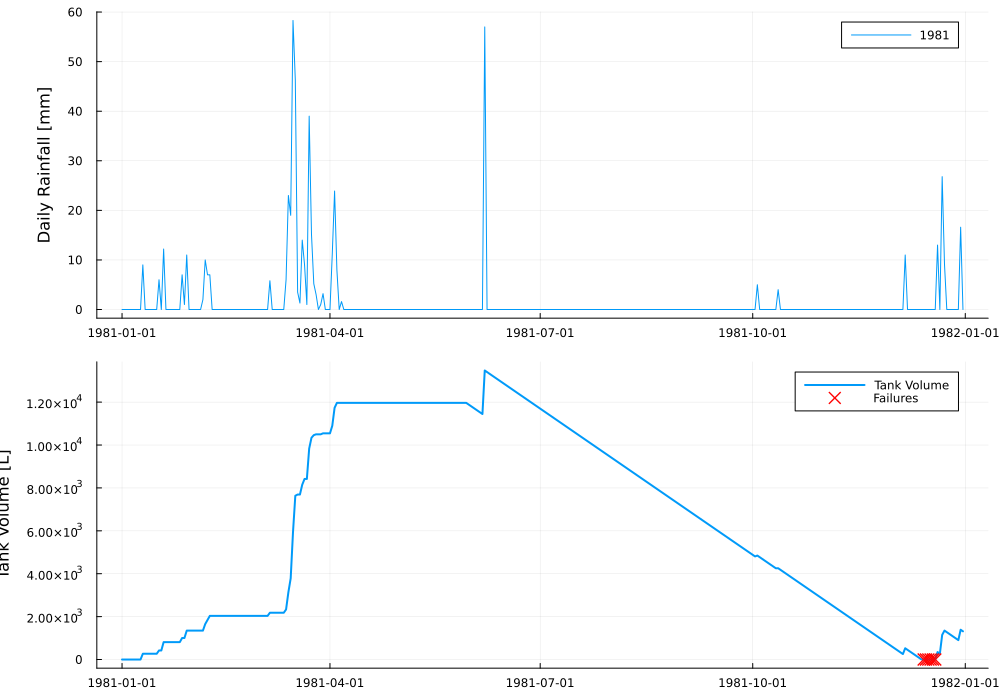 60
1981
50
40
30
20
10
0
Daily Rainfall [mm]
1981-01-01 1981-04-01 1981-07-01 1981-10-01 1982-01-01
Tank Volume
Failures
1.20×10⁴
1.00×10⁴
8.00×10³
6.00×10³
4.00×10³
2.00×10³
0
Tank Volume [L]
1981-01-01 1981-04-01 1981-07-01 1981-10-01 1982-01-01